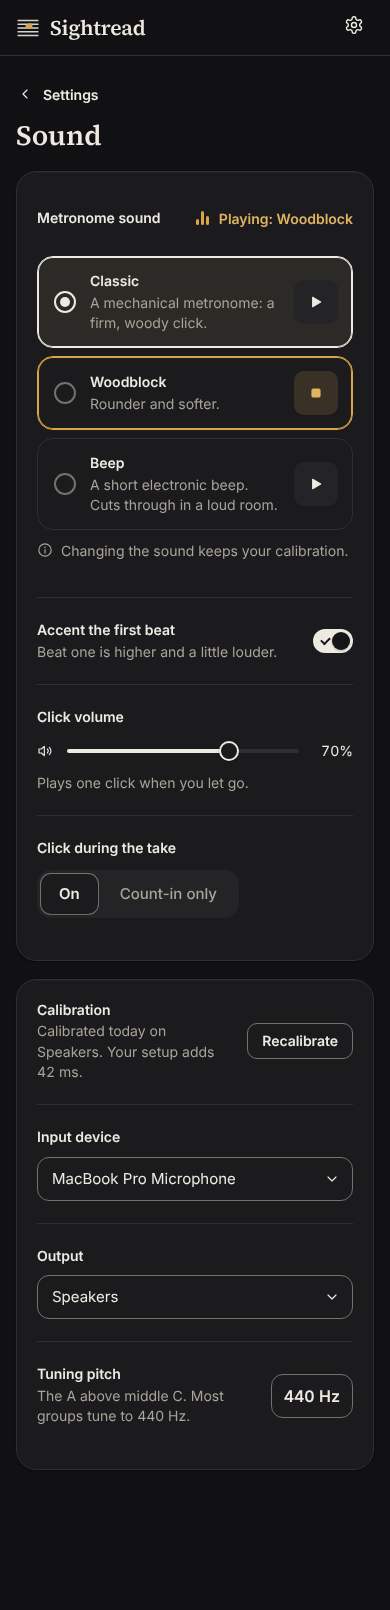 Sightread
Settings
Sound
Metronome sound
Playing: Woodblock
Classic
A mechanical metronome: a
firm, woody click.
Woodblock
Rounder and softer.
Beep
A short electronic beep.
Cuts through in a loud room.
Changing the sound keeps your calibration.
Accent the first beat
Beat one is higher and a little louder.
Click volume
70%
Plays one click when you let go.
Click during the take
On
Count-in only
Calibration
Calibrated today on
Speakers. Your setup adds
42 ms.
Recalibrate
Input device
MacBook Pro Microphone
Output
Speakers
Tuning pitch
The A above middle C. Most
groups tune to 440 Hz.
440 Hz